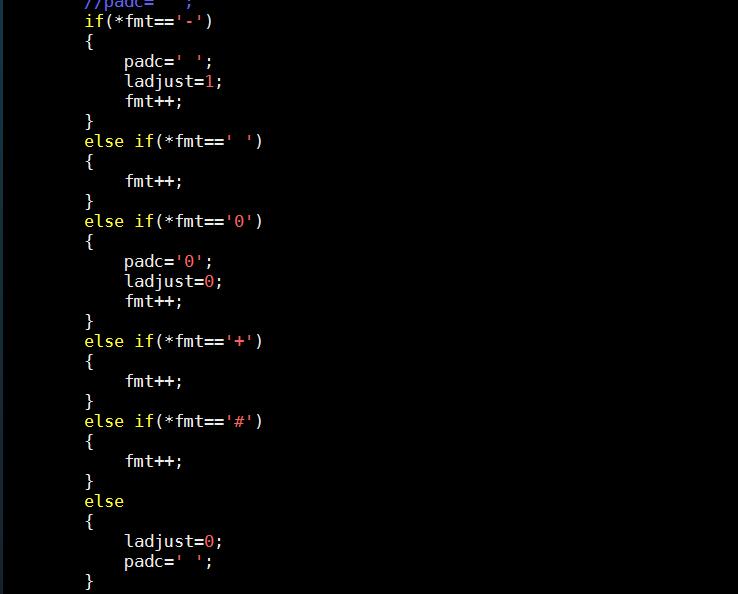 //padc=' ';
if(*fmt=='-')
{
    padc=' ';
    ladjust=1;
    fmt++;
}
else if(*fmt==' ')
{
    fmt++;
}
else if(*fmt=='0')
{
    padc='0';
    ladjust=0;
    fmt++;
}
else if(*fmt=='+')
{
    fmt++;
}
else if(*fmt=='#')
{
    fmt++;
}
else
{
    ladjust=0;
    padc=' ';
}